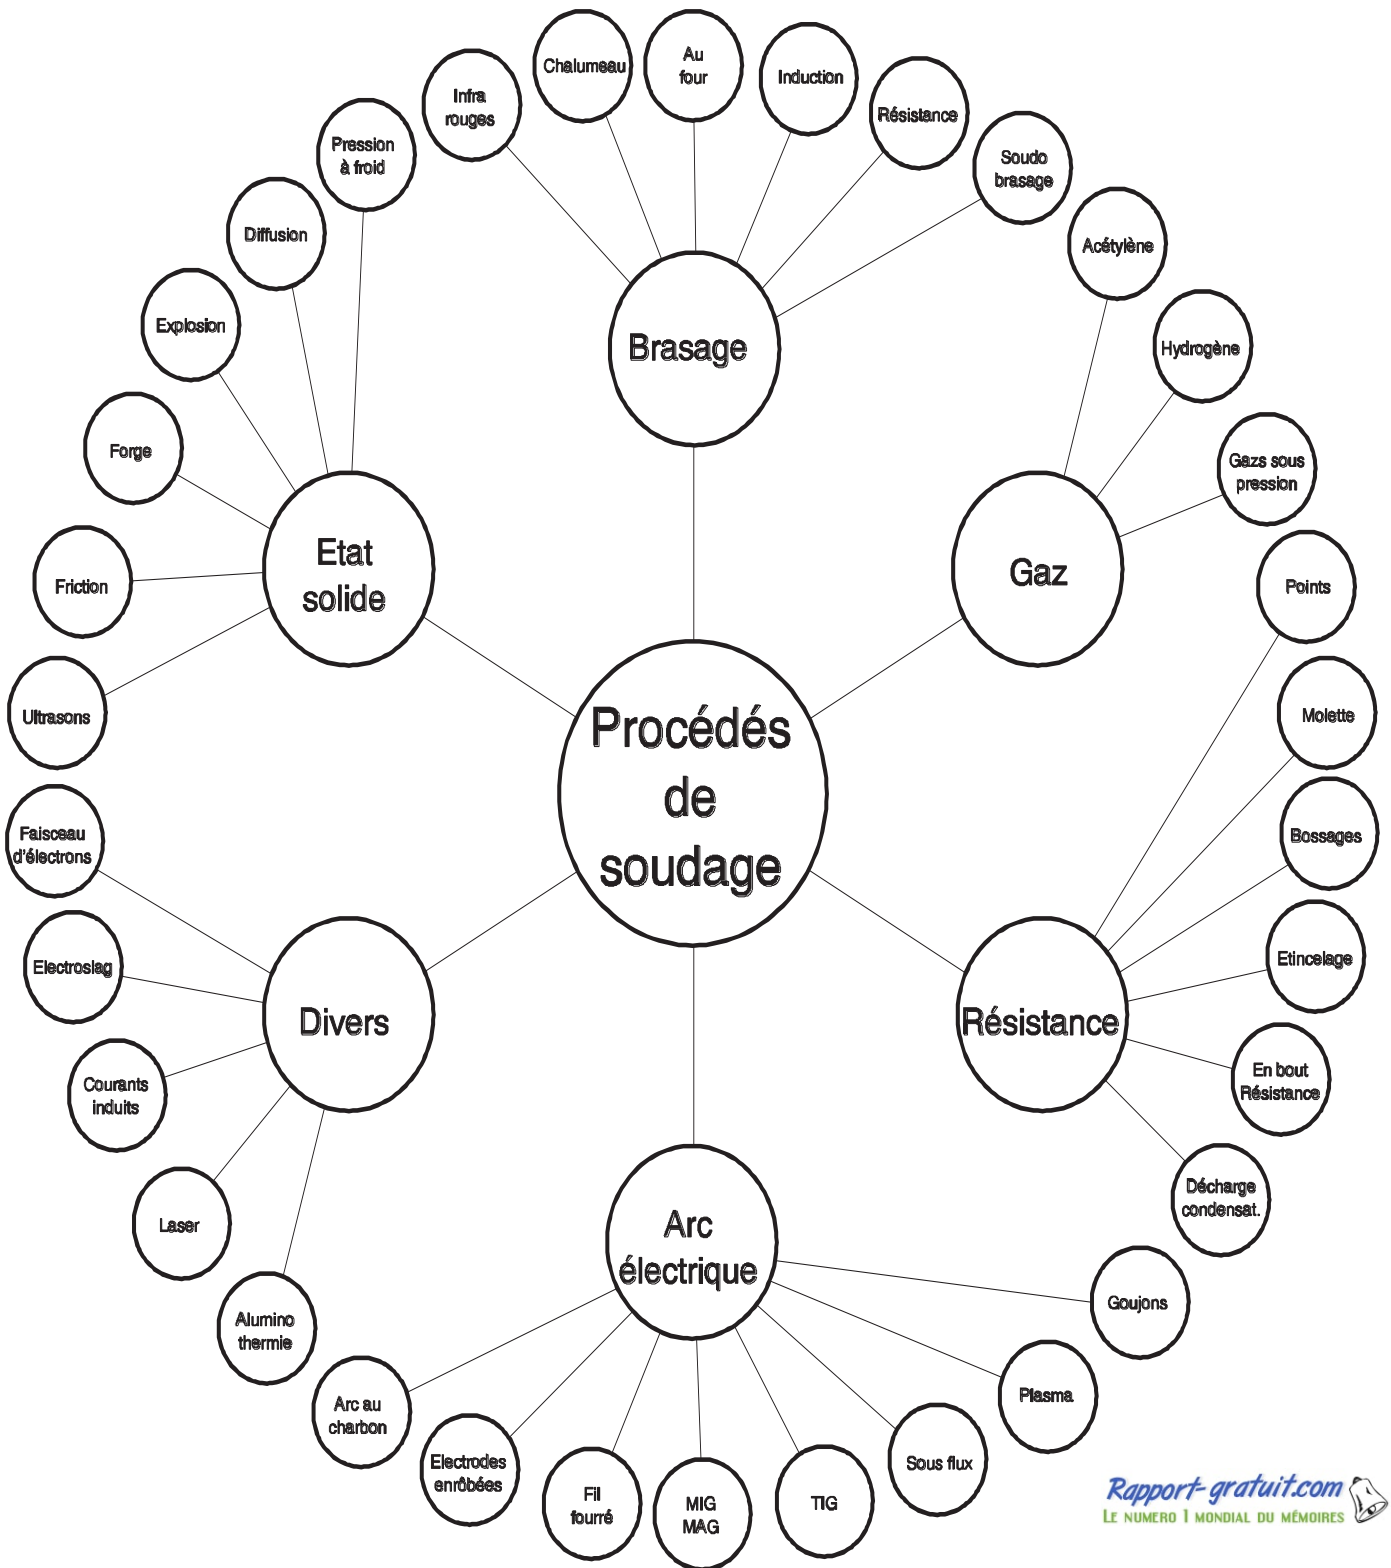 Procédés
de
soudage
Brasage
Infra
rouges
Chalumeau
Au
four
Induction
Résistance
Soudo
brasage
Gaz
Acétylène
Hydrogène
Gazs sous
pression
Résistance
Points
Molette
Bossages
Etincelage
En bout
Résistance
Décharge
condensat.
Arc
électrique
Goujons
Plasma
Sous flux
TIG
MIG
MAG
Fil
fourré
Electrodes
enrôbées
Arc au
charbon
Divers
Alumino
thermie
Laser
Courants
induits
Electroslag
Faisceau
d'électrons
Etat
solide
Ultrasons
Friction
Forge
Explosion
Diffusion
Pression
à froid
Rapport-gratuit.com
LE NUMERO 1 MONDIAL DU MÉMOIRES